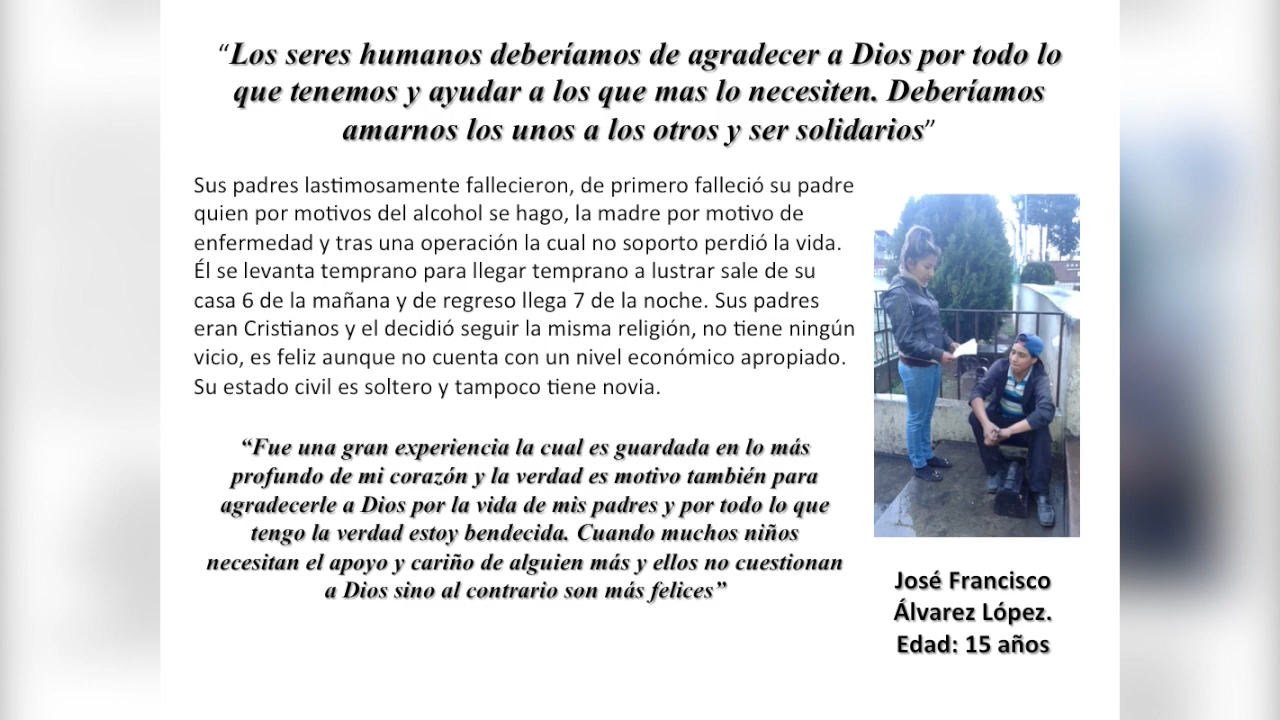 “Los seres humanos deberíamos de agradecer a Dios por todo lo
que tenemos y ayudar a los que mas lo necesiten. Deberíamos
amarnos los unos a los otros y ser solidarios”
Sus padres lastimosamente fallecieron, de primero falleció su padre
quien por motivos del alcohol se hago, la madre por motivo de
enfermedad y tras una operación la cual no soporto perdió la vida.
Él se levanta temprano para llegar temprano a lustrar sale de su
casa 6 de la mañana y de regreso llega 7 de la noche. Sus padres
eran Cristianos y el decidió seguir la misma religión, no tiene ningún
vicio, es feliz aunque no cuenta con un nivel económico apropiado.
Su estado civil es soltero y tampoco tiene novia.
“Fue una gran experiencia la cual es guardada en lo más
profundo de mi corazón y la verdad es motivo también para
agradecerle a Dios por la vida de mis padres y por todo lo que
tengo la verdad estoy bendecida. Cuando muchos niños
necesitan el apoyo y cariño de alguien más y ellos no cuestionan
a Dios sino al contrario son más felices”
José Francisco
Álvarez López.
Edad: 15 años